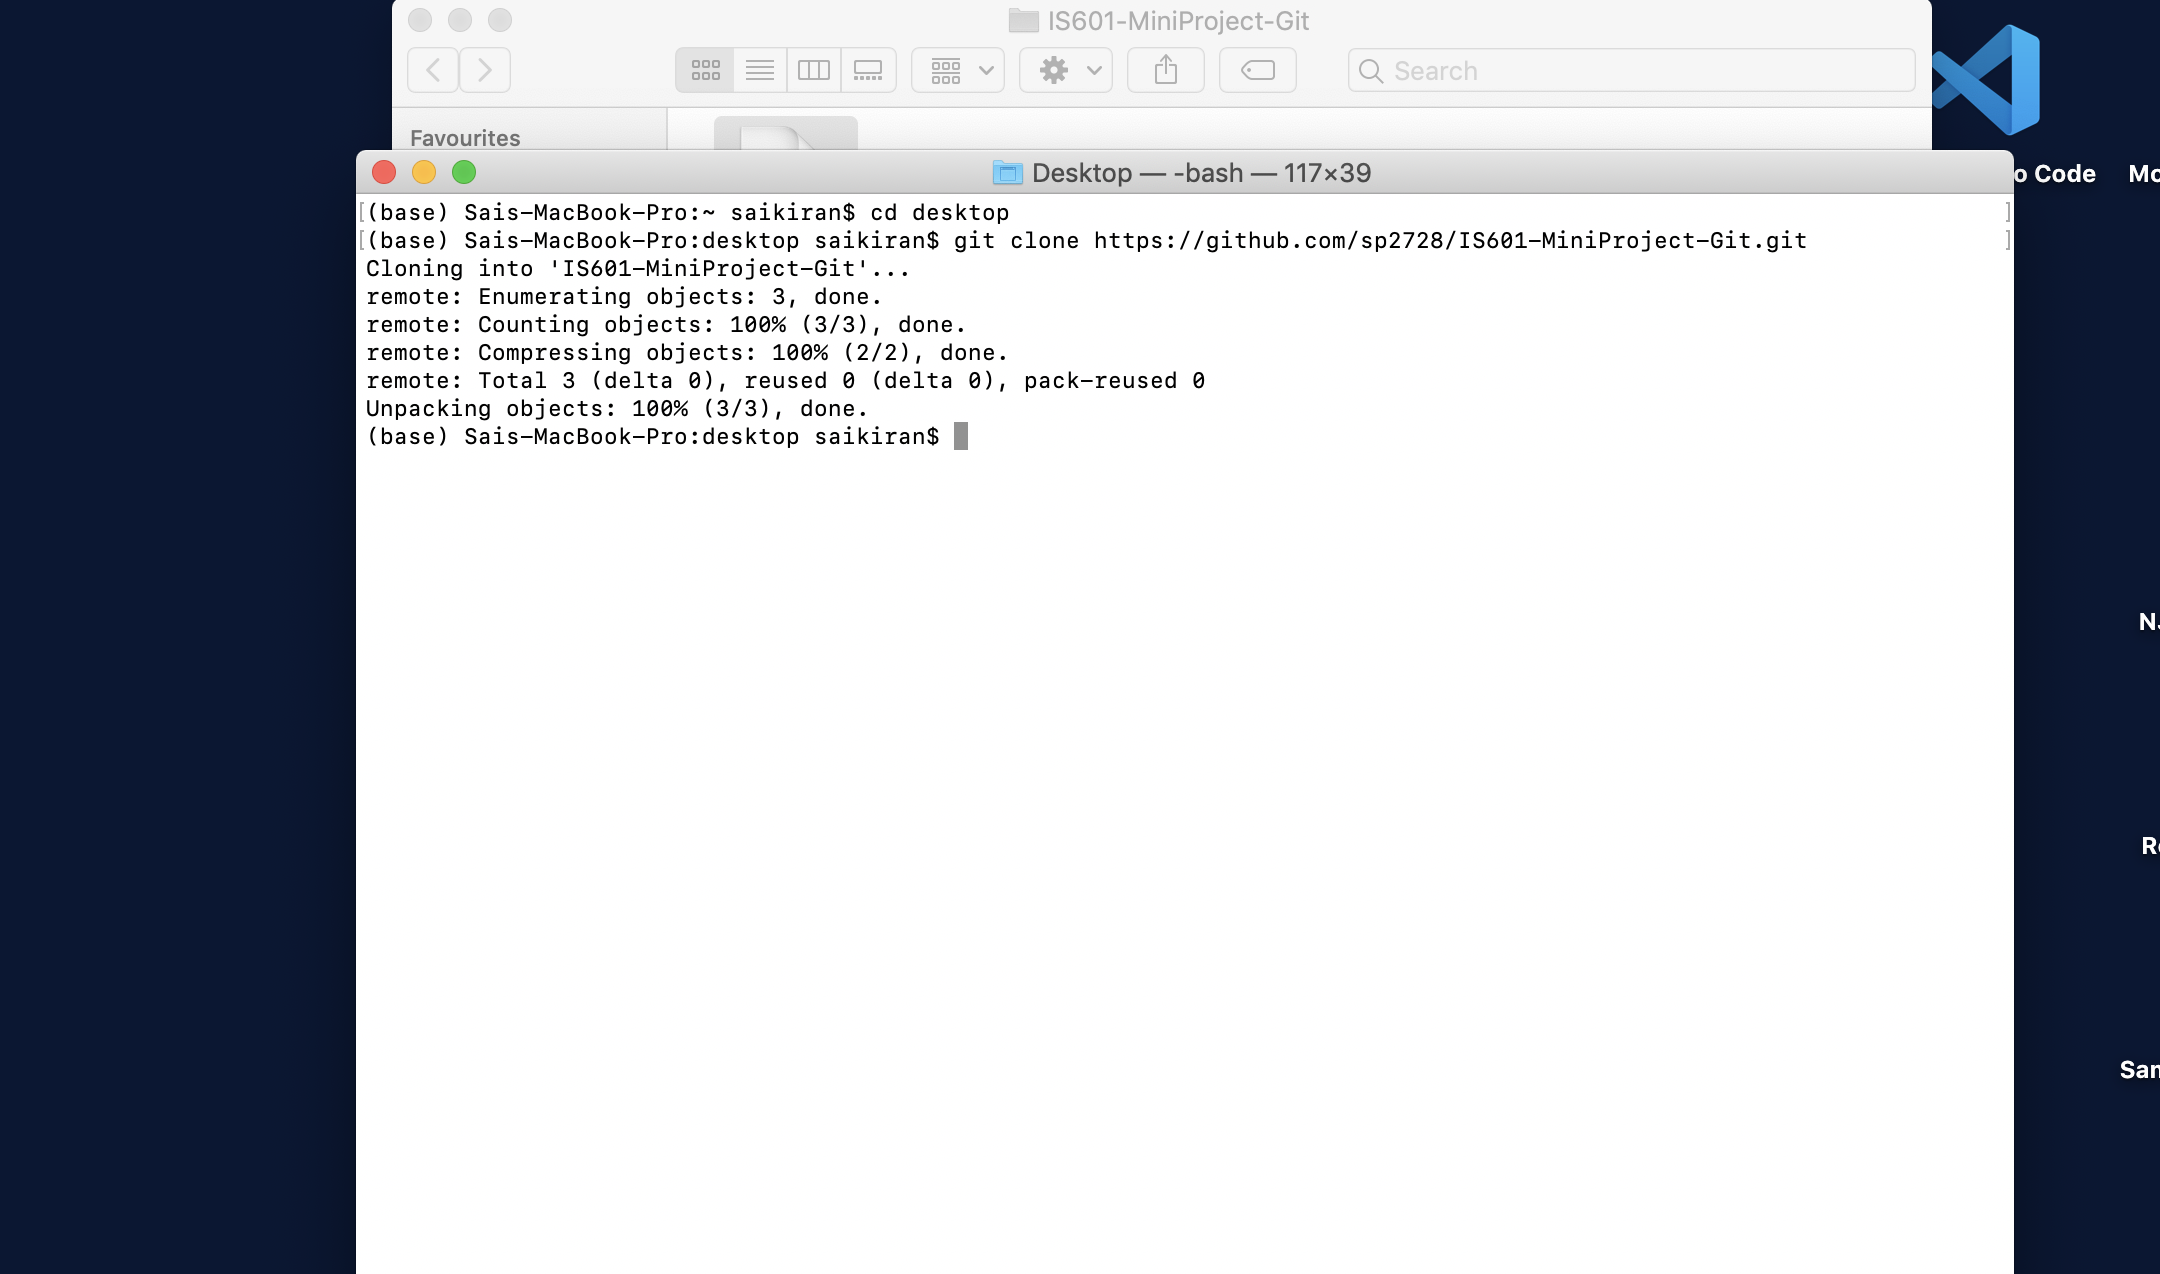 IS601-MiniProject-Git
Search
Favourites
o Code
Desktop — -bash — 117×39
(base) Sais-MacBook-Pro:~ saikiran$ cd desktop
(base) Sais-MacBook-Pro:desktop saikiran$ git clone https://github.com/sp2728/IS601-MiniProject-Git.git
Cloning into 'IS601-MiniProject-Git'...
remote: Enumerating objects: 3, done.
remote: Counting objects: 100% (3/3), done.
remote: Compressing objects: 100% (2/2), done.
remote: Total 3 (delta 0), reused 0 (delta 0), pack-reused 0
Unpacking objects: 100% (3/3), done.
(base) Sais-MacBook-Pro:desktop saikiran$